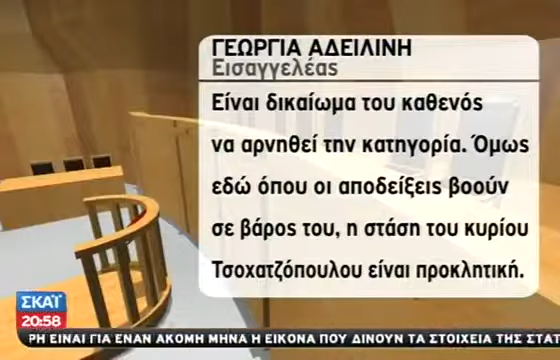 ΓΕΩΡΓΙΑ ΑΔΕΙΛΙΝΗ
Εισαγγελέας
Είναι δικαίωμα του καθενός
να αρνηθεί την κατηγορία. Όμως
εδώ όπου οι αποδείξεις βοούν
σε βάρος του, η στάση του κυρίου
Τσοχατζόπουλου είναι προκλητική.
ΣΚΑΪ
20:58
ΡΗ ΕΙΝΑΙ ΓΙΑ ΕΝΑΝ ΑΚΟΜΗ ΜΗΝΑ Η ΕΙΚΟΝΑ ΠΟΥ ΔΙΝΟΥΝ ΤΑ ΣΤΟΙΧΕΙΑ ΤΗΣ ΣΤΑΤ